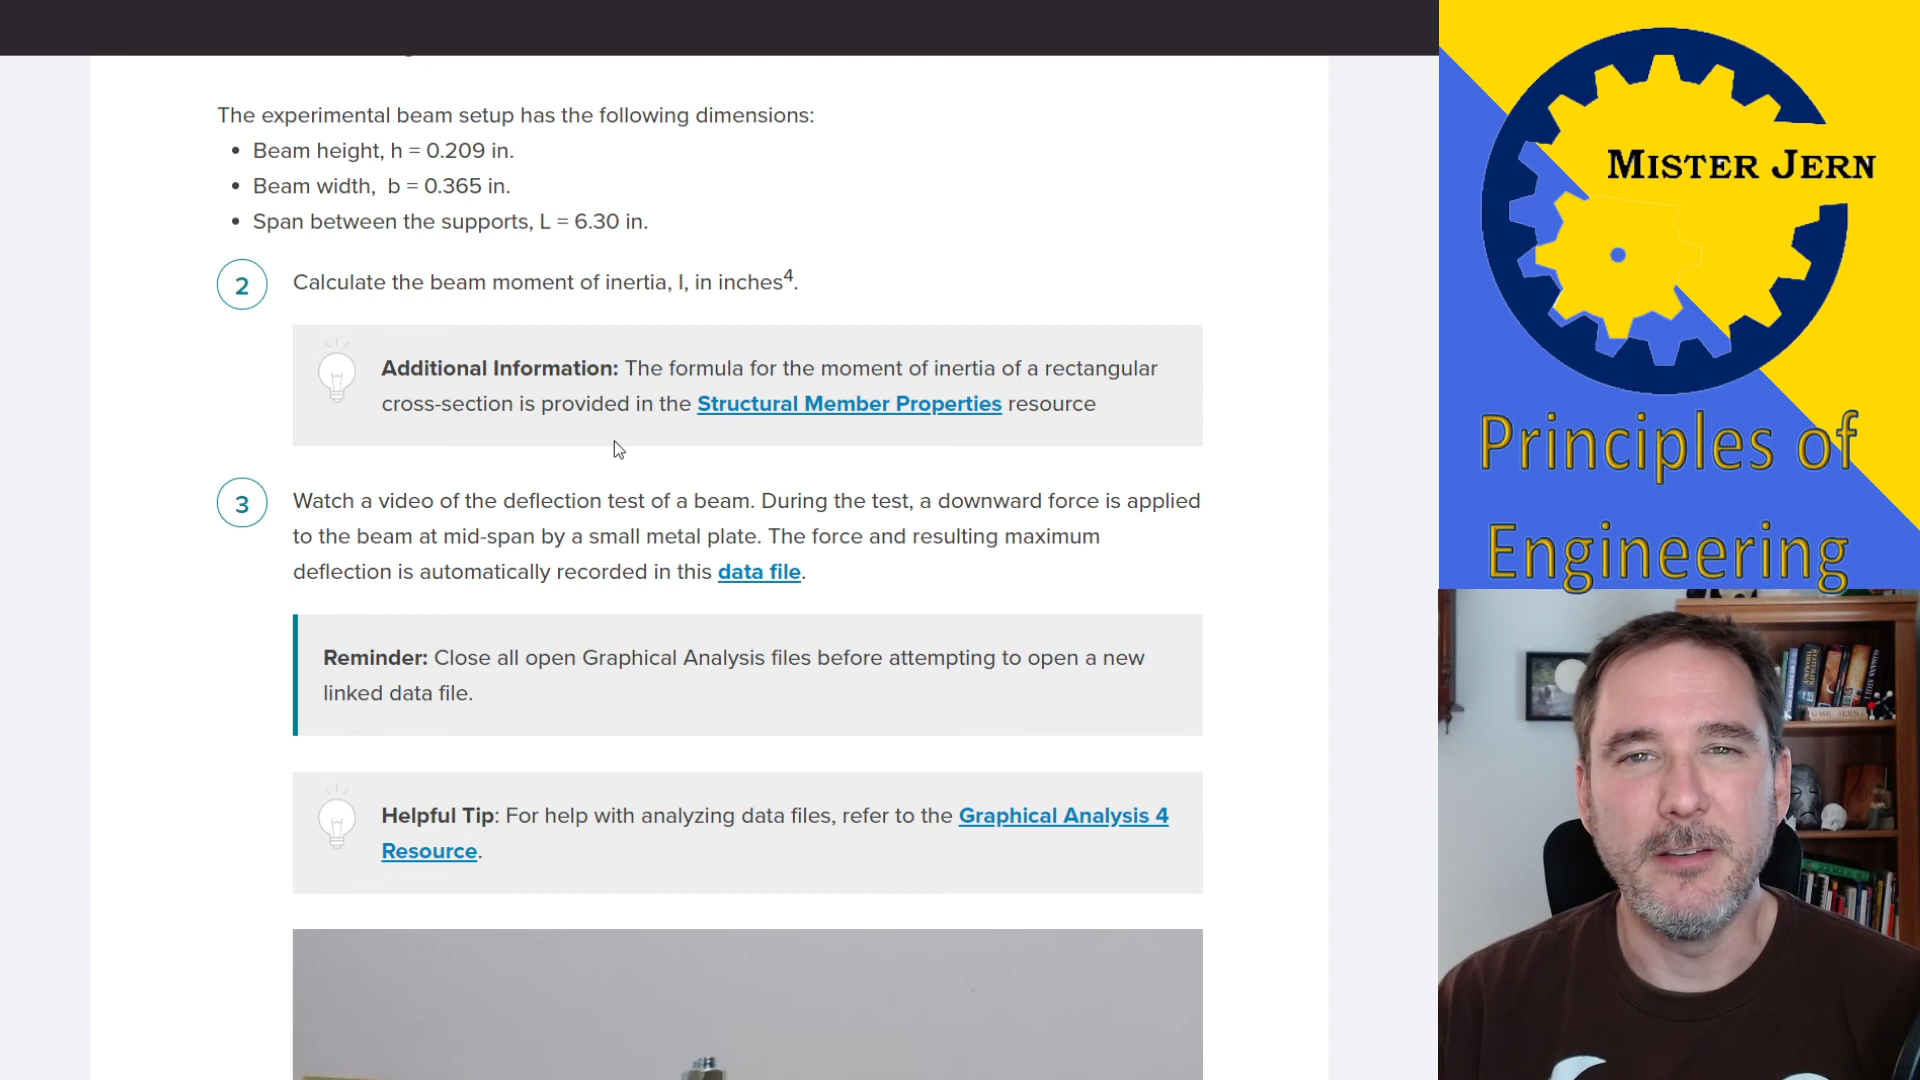 The experimental beam setup has the following dimensions:
• Beam height, h = 0.209 in.
• Beam width,  b = 0.365 in.
• Span between the supports, L = 6.30 in.
2
Calculate the beam moment of inertia, I, in inches⁴.
Additional Information: The formula for the moment of inertia of a rectangular
cross-section is provided in the Structural Member Properties resource
3
Watch a video of the deflection test of a beam. During the test, a downward force is applied
to the beam at mid-span by a small metal plate. The force and resulting maximum
deflection is automatically recorded in this data file.
Reminder: Close all open Graphical Analysis files before attempting to open a new
linked data file.
Helpful Tip: For help with analyzing data files, refer to the Graphical Analysis 4
Resource.
MISTER JERN
Principles of
Engineering